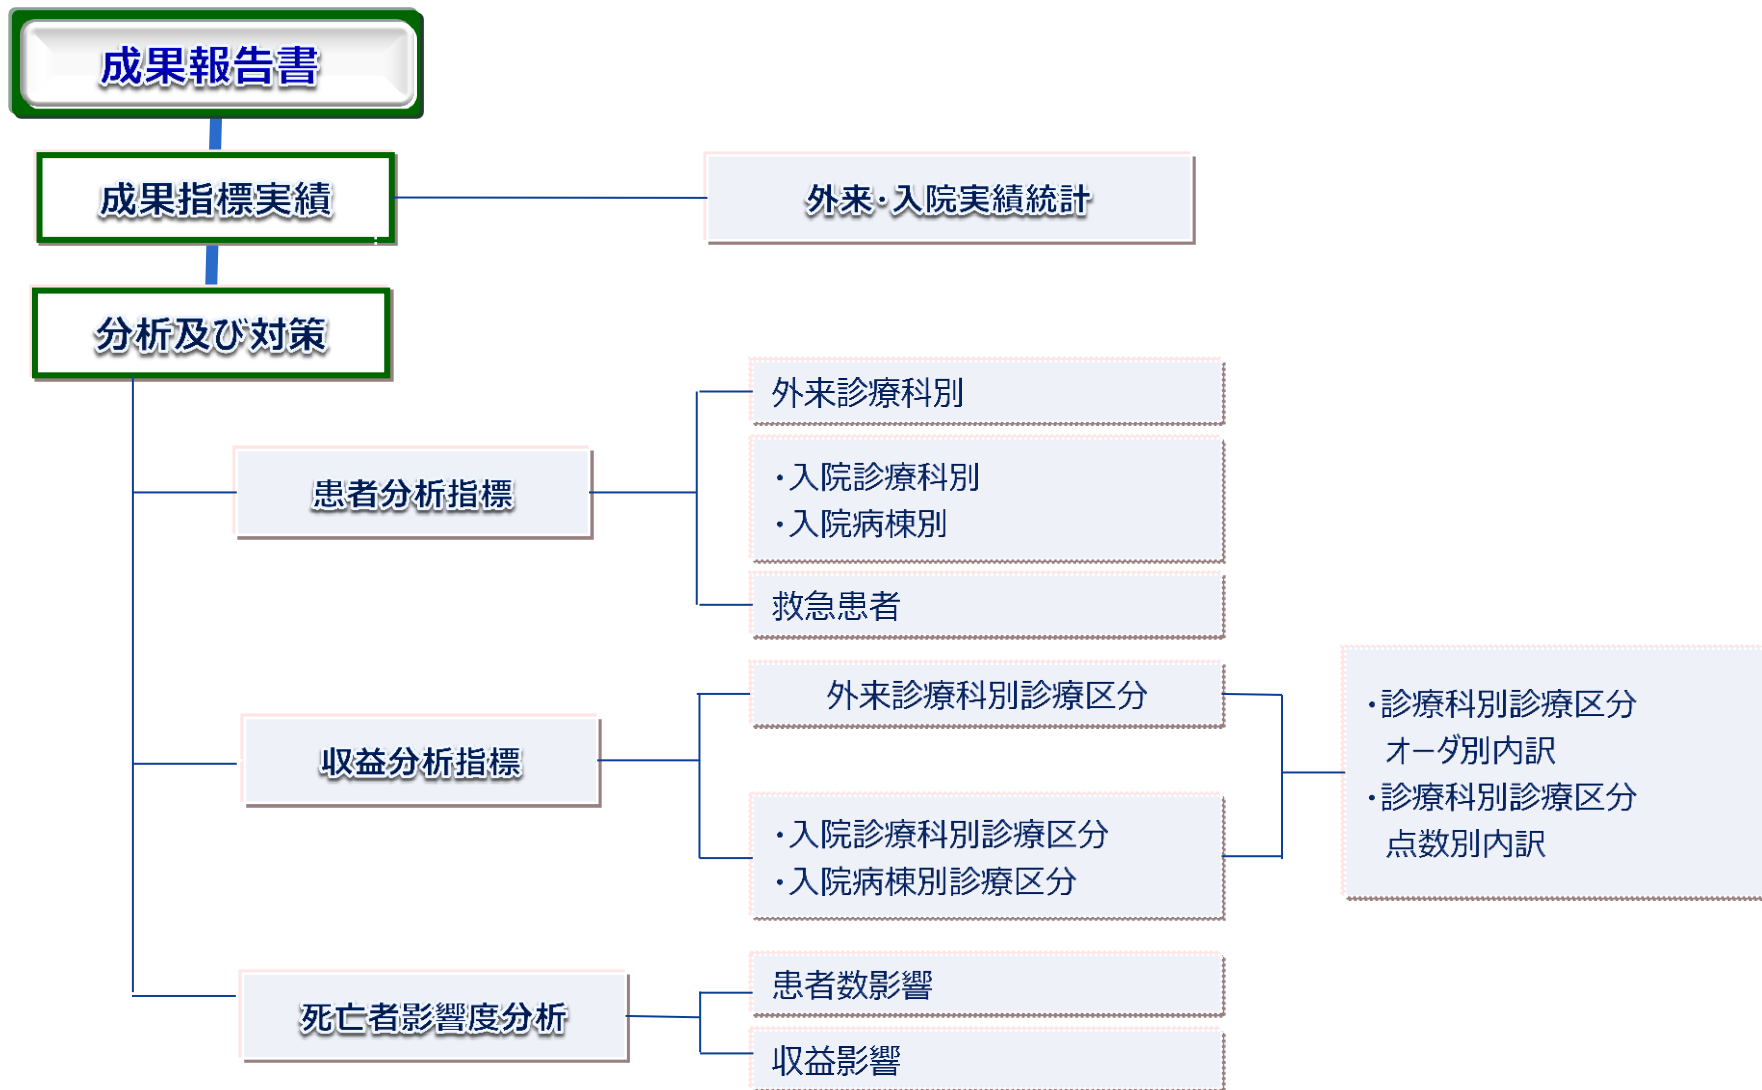 成果報告書
成果指標実績
外来・入院実績統計
分析及び対策
患者分析指標
外来診療科別
・入院診療科別
・入院病棟別
救急患者
収益分析指標
外来診療科別診療区分
・入院診療科別診療区分
・入院病棟別診療区分
・診療科別診療区分
オーダ別内訳
・診療科別診療区分
点数別内訳
死亡者影響度分析
患者数影響
収益影響